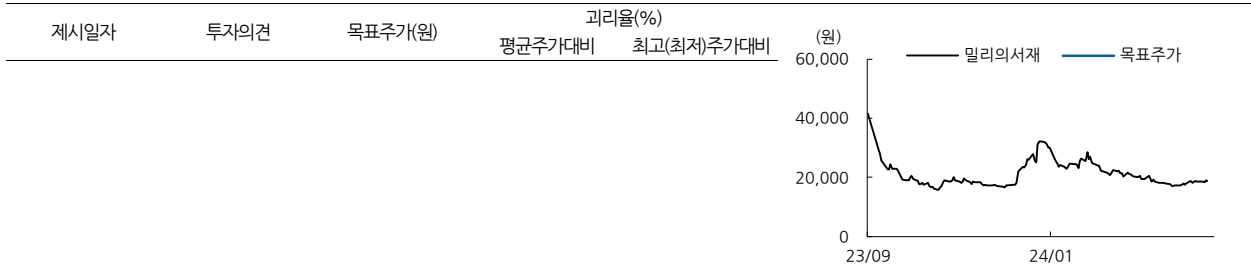 제시일자 투자의견 목표주가(원) 괴리율(%)
평균주가대비 최고(최저)주가대비
(원)
밀리의서재 목표주가
60,000
40,000
20,000
0
23/09 24/01